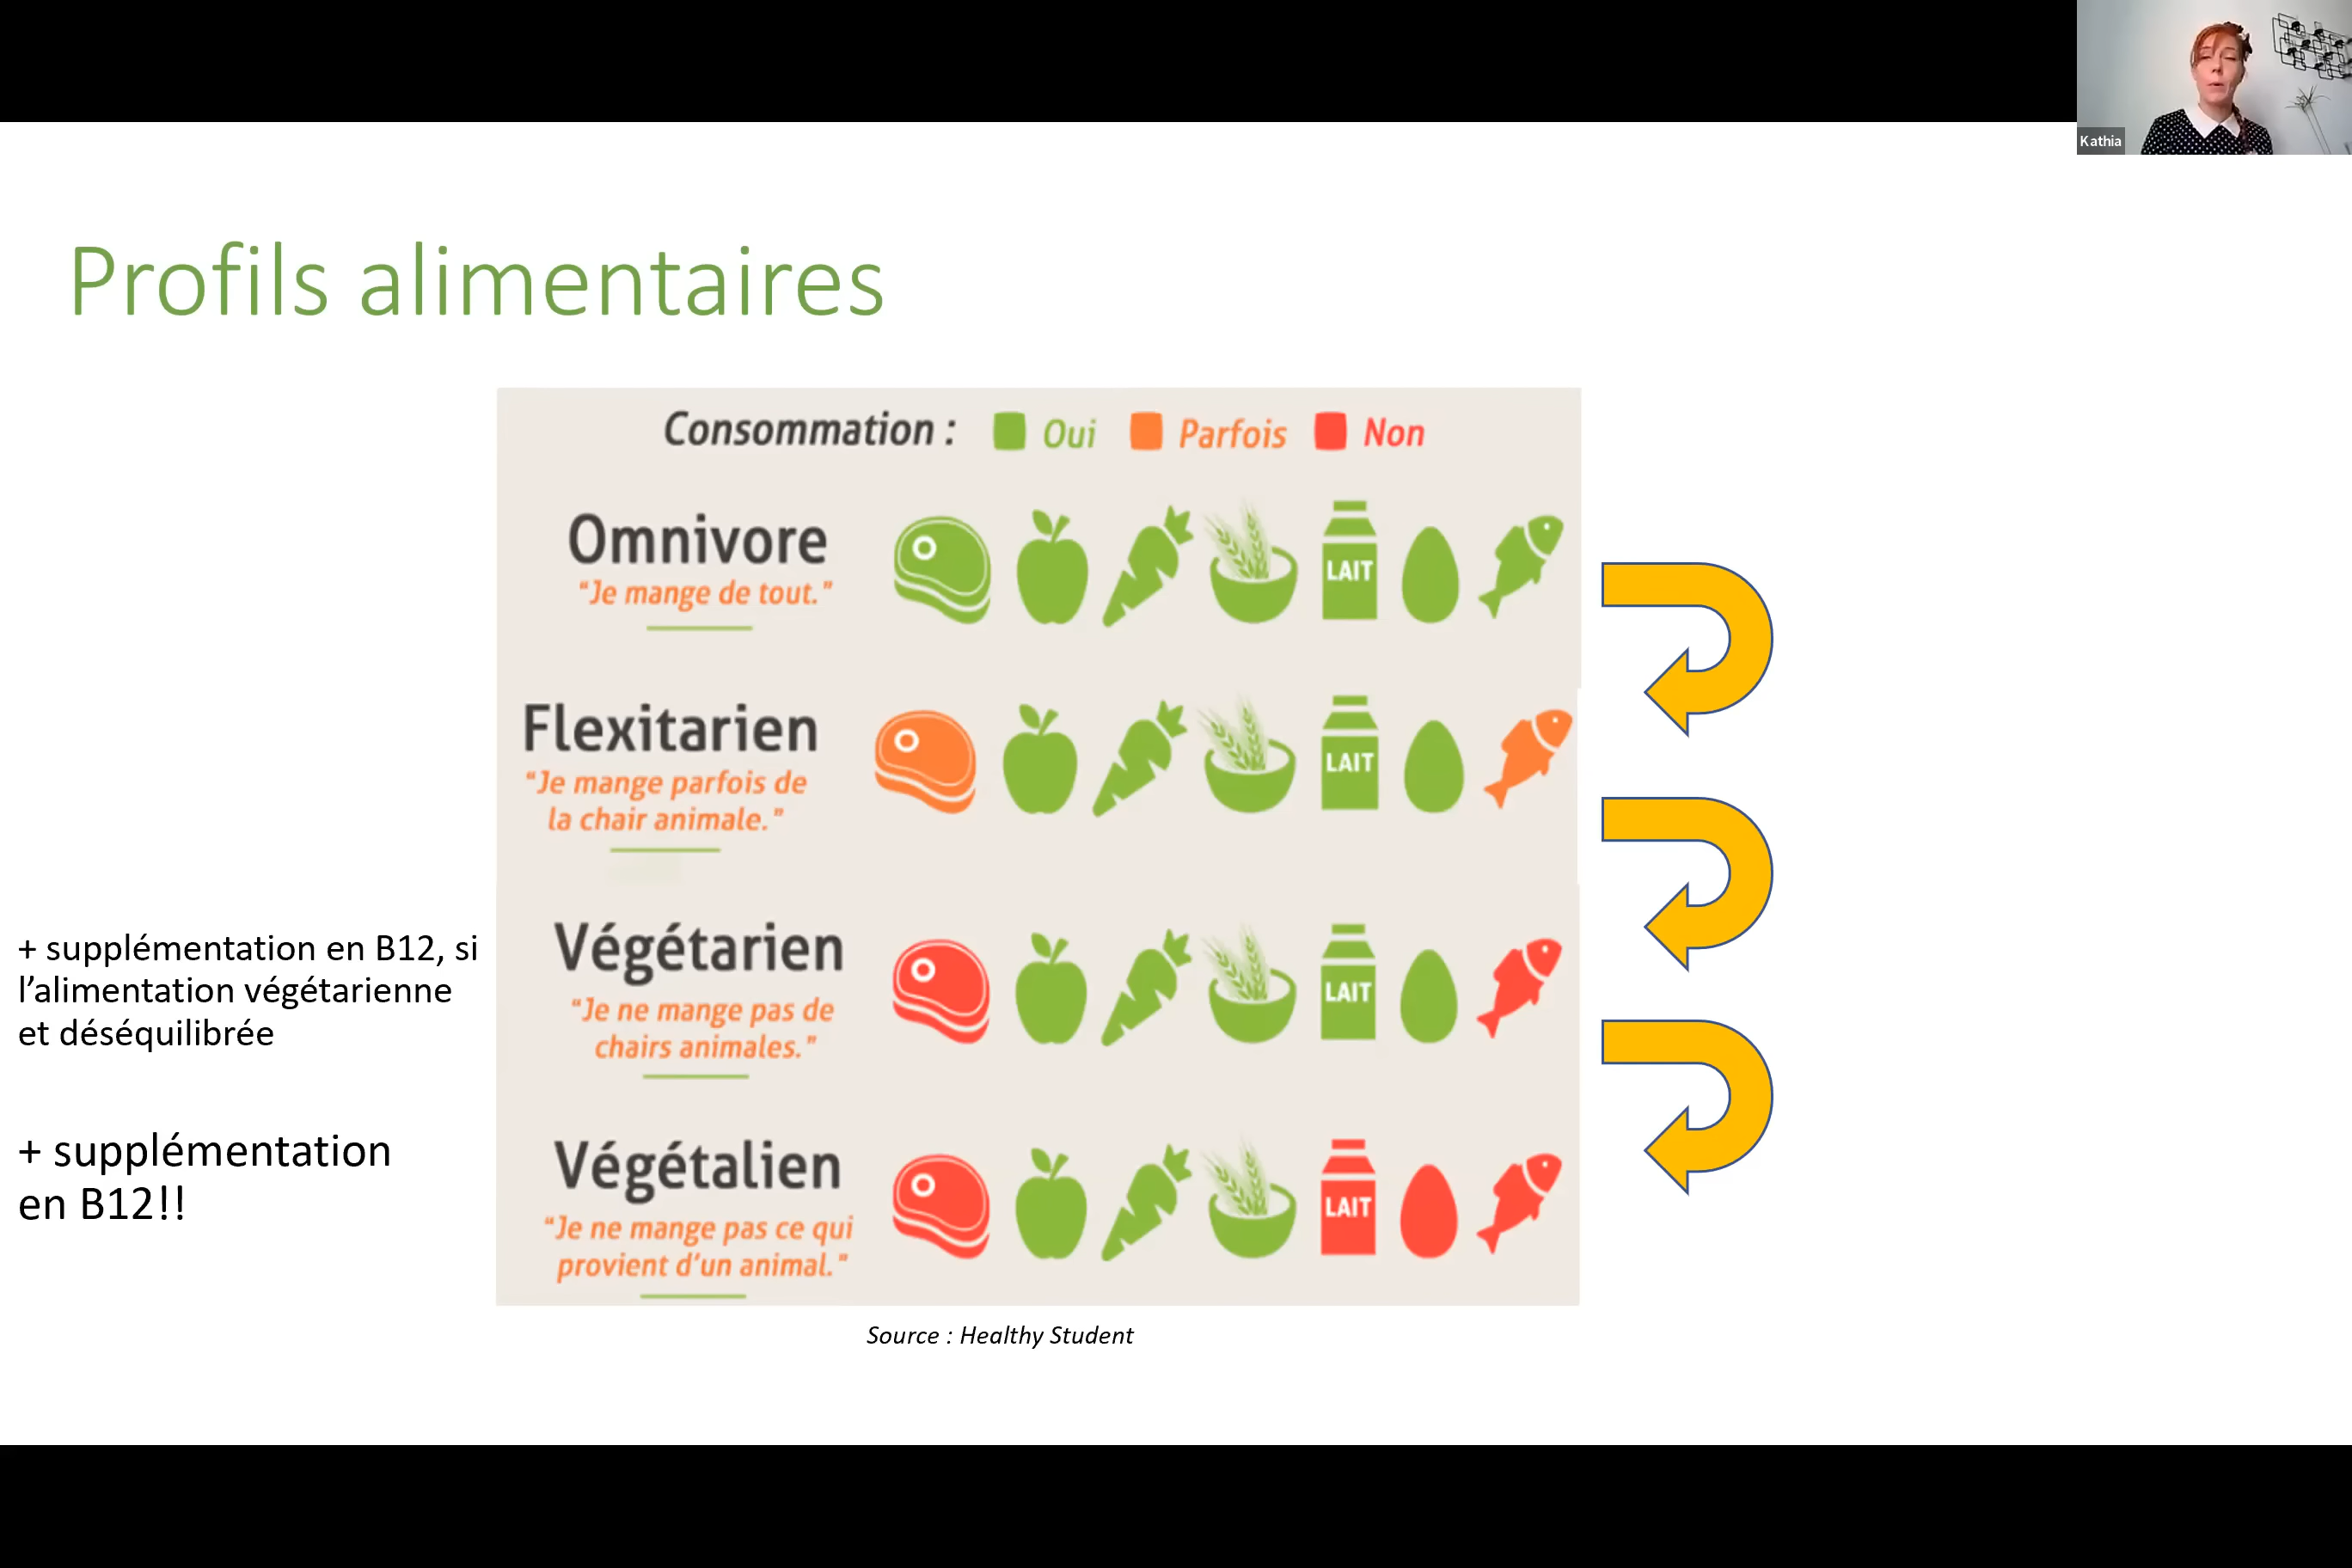 Kathia
Profils alimentaires
Consommation : Oui Parfois Non
Omnivore
“Je mange de tout.”
LAIT
Flexitarien
“Je mange parfois de
la chair animale.”
LAIT
+ supplémentation en B12, si
l’alimentation végétarienne
et déséquilibrée
Végétarien
“Je ne mange pas de
chairs animales.”
LAIT
+ supplémentation
en B12!!
Végétalien
“Je ne mange pas ce qui
provient d’un animal.”
LAIT
Source : Healthy Student